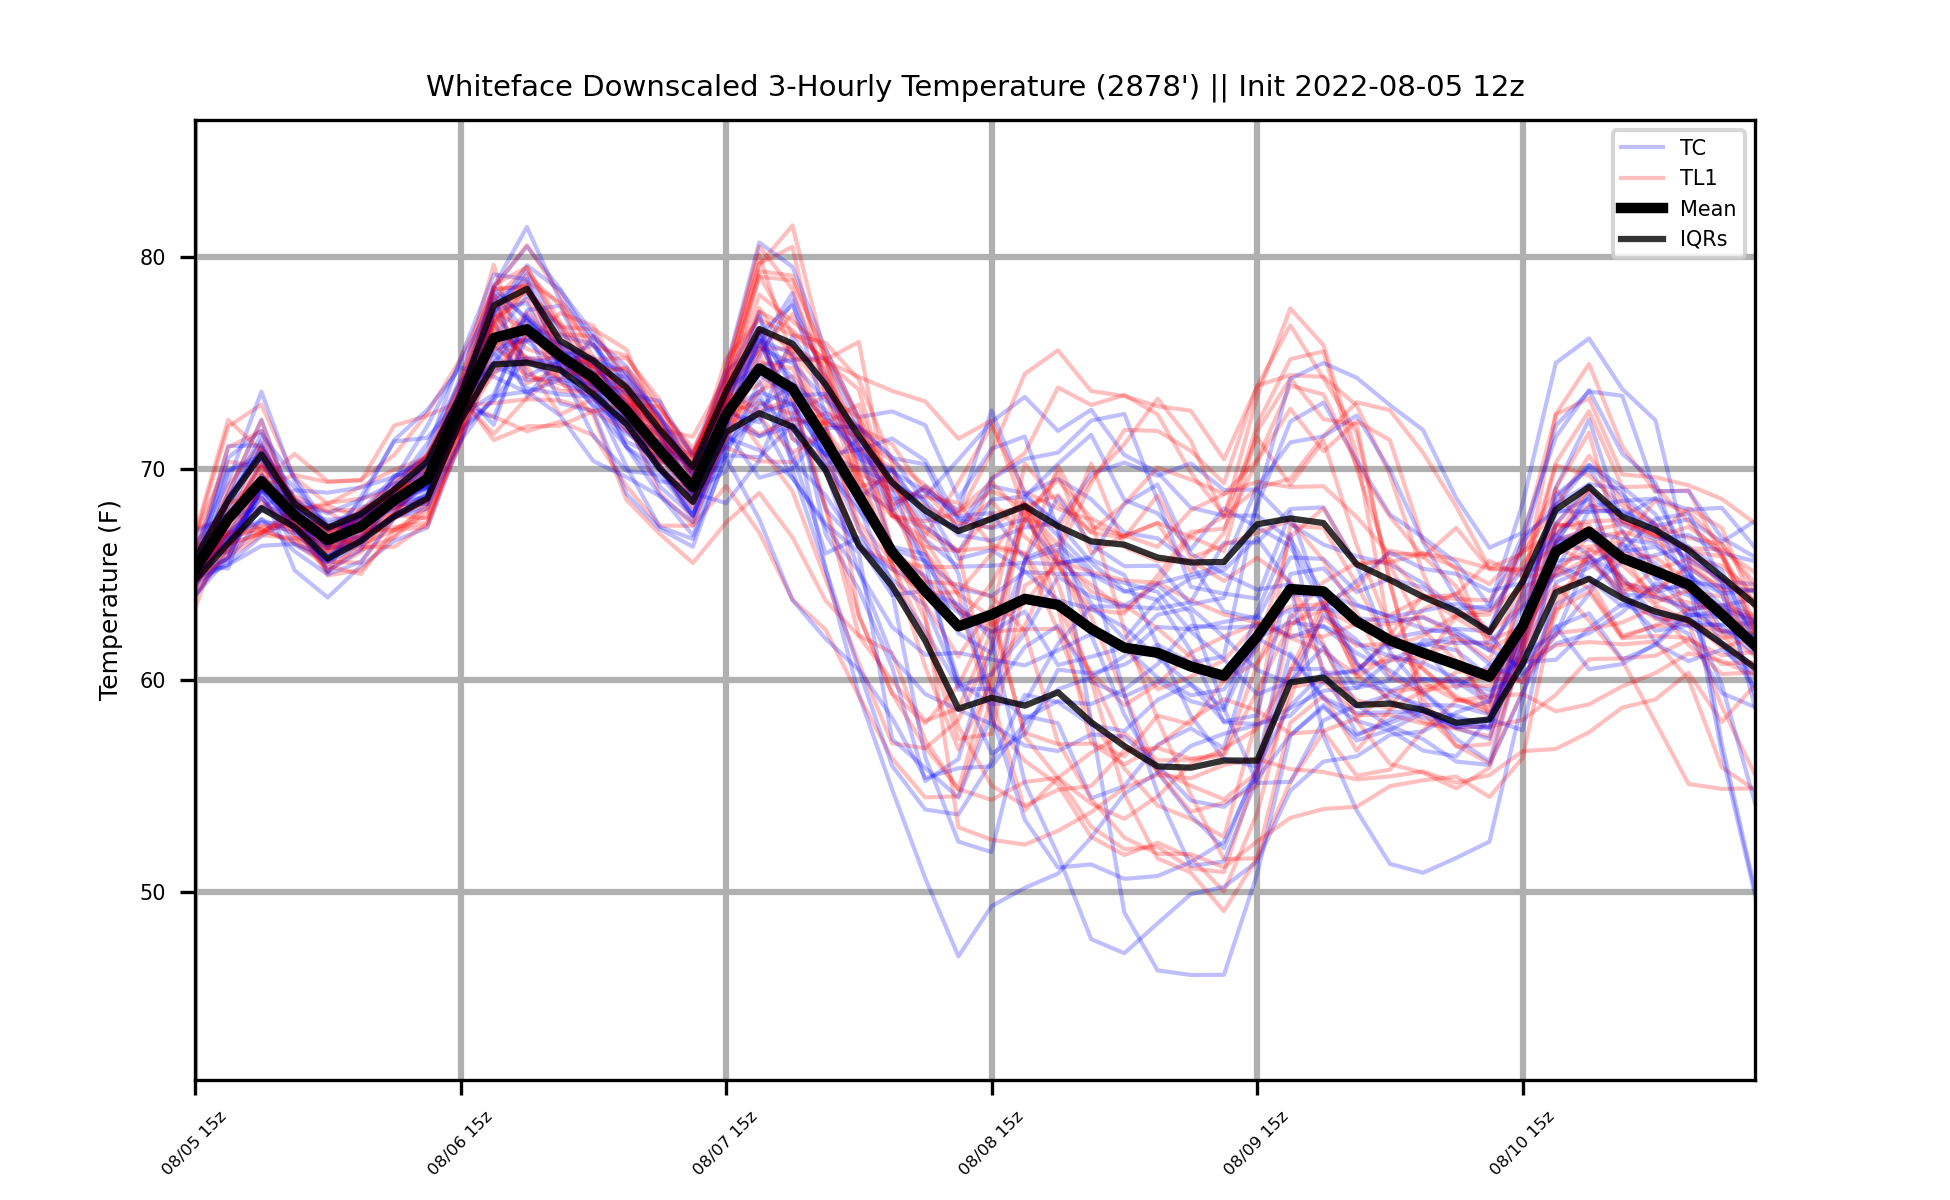 Whiteface Downscaled 3-Hourly Temperature (2878') || Init 2022-08-05 12z
TC
TL1
Mean
IQRs
Temperature (F)
80
70
60
50
08/05 15z
08/06 15z
08/07 15z
08/08 15z
08/09 15z
08/10 15z